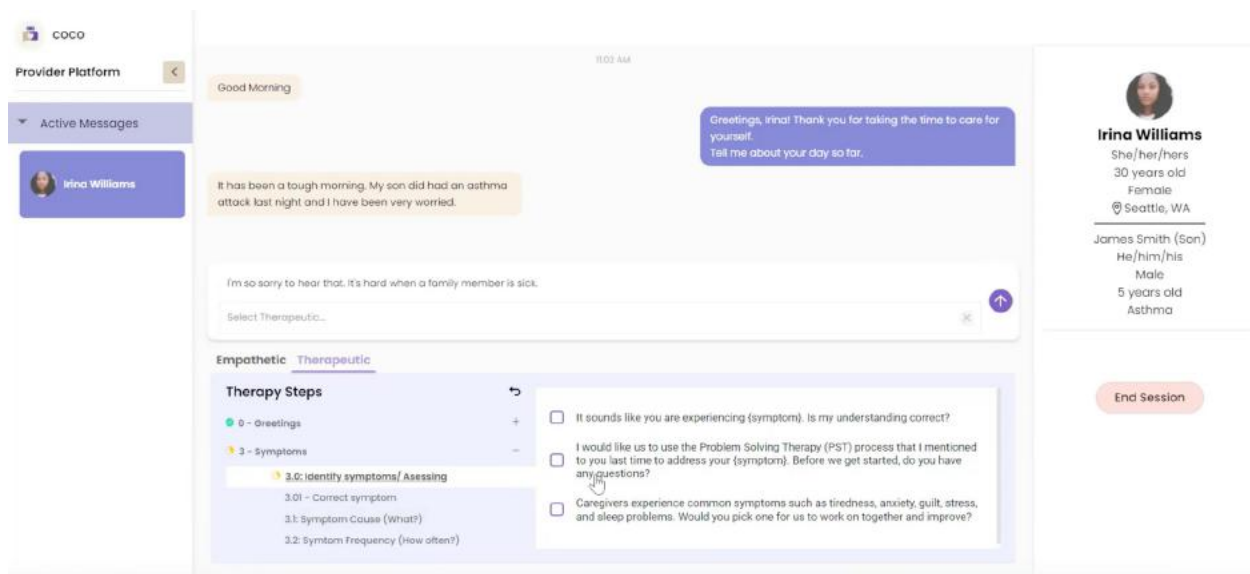 coco
Provider Platform
Active Messages
Irina Williams
11:02 AM
Good Morning
Greetings, Irina! Thank you for taking the time to care for
yourself.
Tell me about your day so far.
It has been a tough morning. My son did had an asthma
attack last night and I have been very worried.
I'm so sorry to hear that. It's hard when a family member is sick.
Select Therapeutic...
Empathetic Therapeutic
Therapy Steps
0 - Greetings
3 - Symptoms
3.0: Identify symptoms/ Asessing
3.01 - Correct symptom
3.1: Symptom Cause (What?)
3.2: Symtom Frequency (How often?)
It sounds like you are experiencing {symptom}. Is my understanding correct?
I would like us to use the Problem Solving Therapy (PST) process that I mentioned
to you last time to address your {symptom}. Before we get started, do you have
any questions?
Caregivers experience common symptoms such as tiredness, anxiety, guilt, stress,
and sleep problems. Would you pick one for us to work on together and improve?
Irina Williams
She/her/hers
30 years old
Female
Seattle, WA
James Smith (Son)
He/him/his
Male
5 years old
Asthma
End Session